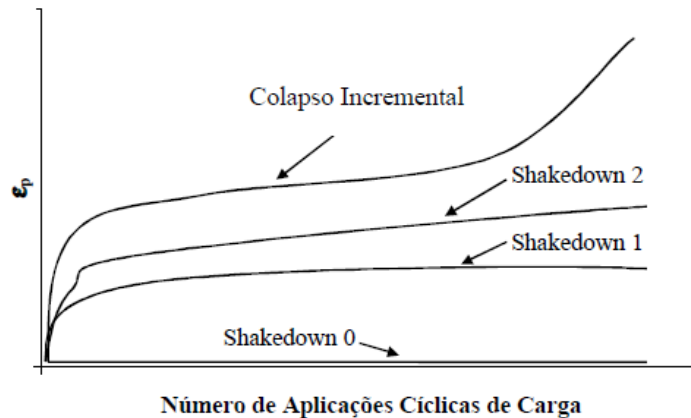 Colapso Incremental
Shakedown 2
Shakedown 1
Shakedown 0
εp
Número de Aplicações Cíclicas de Carga